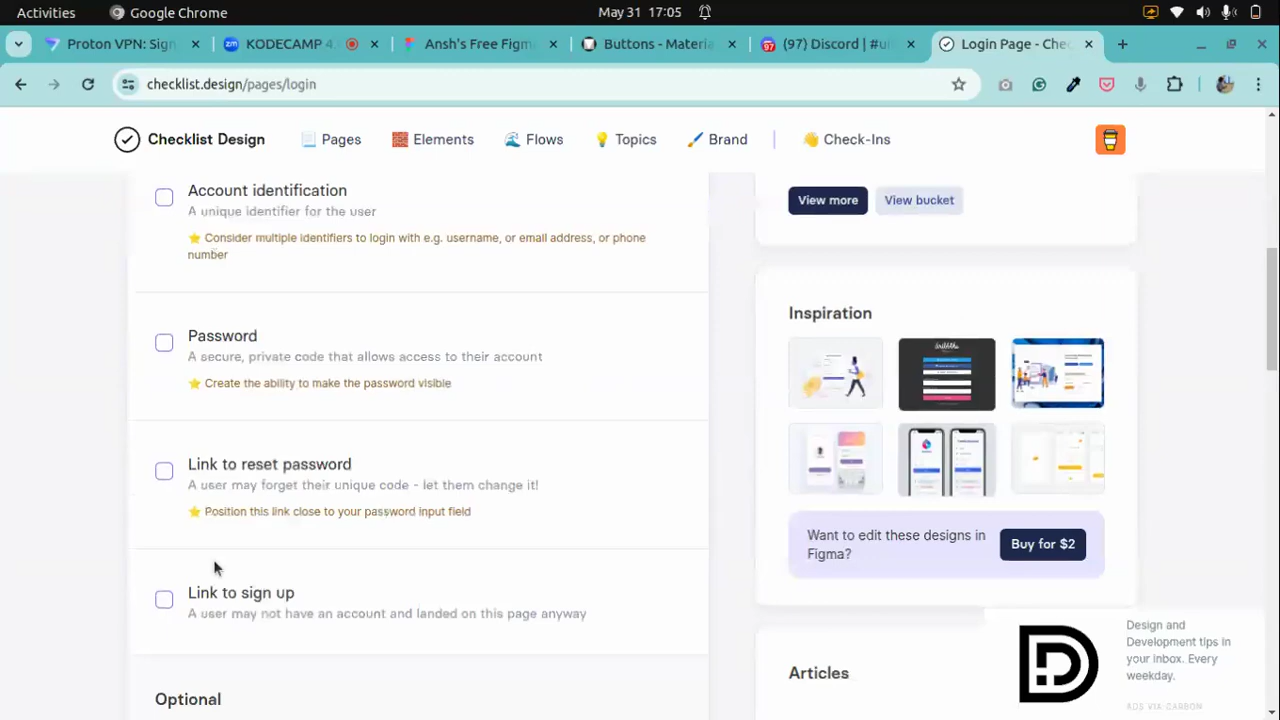 Activities
Google Chrome
May 31 17:05
Proton VPN: Sign
KODECAMP 4.
Ansh's Free Figm
Buttons - Materia
(97) Discord | #u
Login Page - Chec
checklist.design/pages/login
Checklist Design
Pages
Elements
Flows
Topics
Brand
Check-Ins
Account identification
A unique identifier for the user
Consider multiple identifiers to login with e.g. username, or email address, or phone
number
View more
View bucket
Inspiration
Password
A secure, private code that allows access to their account
Create the ability to make the password visible
Link to reset password
A user may forget their unique code - let them change it!
Position this link close to your password input field
Want to edit these designs in
Figma?
Buy for $2
Link to sign up
A user may not have an account and landed on this page anyway
Optional
Articles
Design and
Development tips in
your inbox. Every
weekday.
ADS VIA CARBON